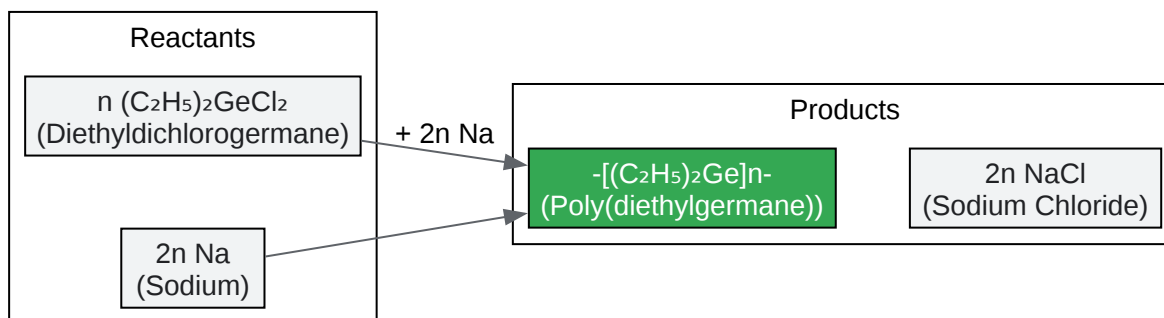 Reactants
n (C₂H₅)₂GeCl₂
(Diethyldichlorogermane)
+ 2n Na
2n Na
(Sodium)
Products
-[(C₂H₅)₂Ge]n-
(Poly(diethylgermane))
2n NaCl
(Sodium Chloride)